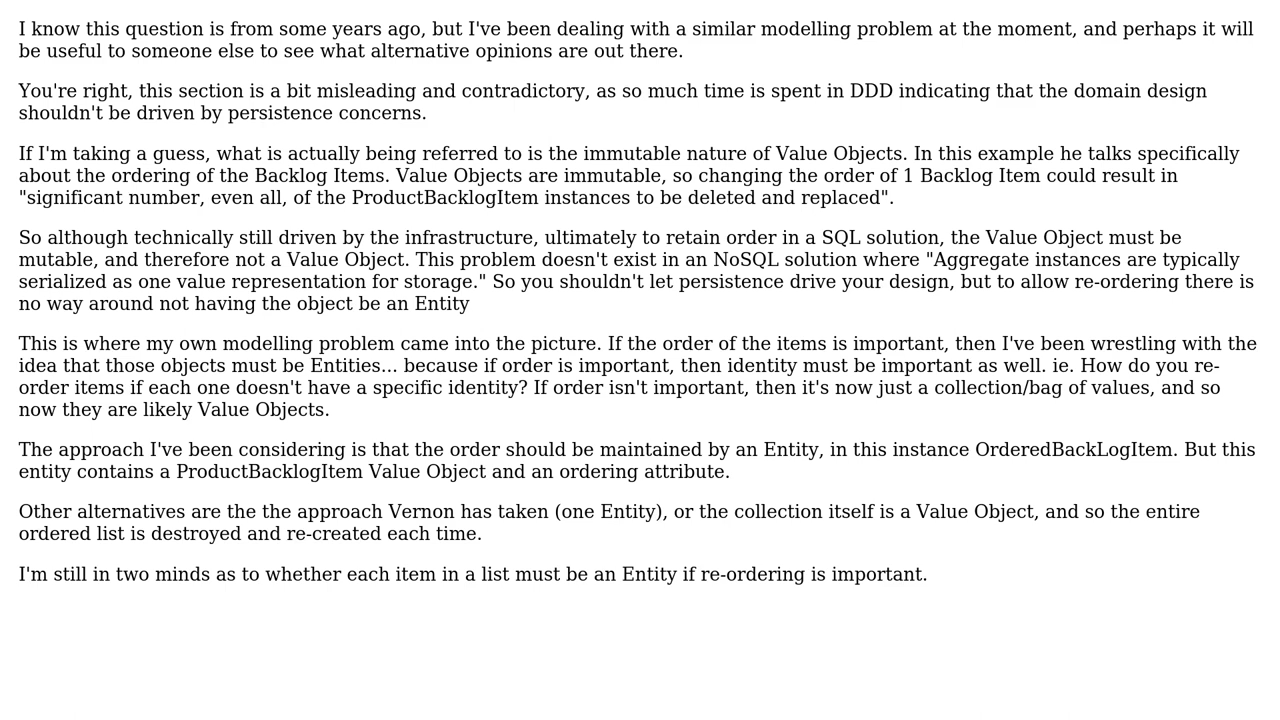 I know this question is from some years ago, but I've been dealing with a similar modelling problem at the moment, and perhaps it will
be useful to someone else to see what alternative opinions are out there.
You're right, this section is a bit misleading and contradictory, as so much time is spent in DDD indicating that the domain design
shouldn't be driven by persistence concerns.
If I'm taking a guess, what is actually being referred to is the immutable nature of Value Objects. In this example he talks specifically
about the ordering of the Backlog Items. Value Objects are immutable, so changing the order of 1 Backlog Item could result in
"significant number, even all, of the ProductBacklogItem instances to be deleted and replaced".
So although technically still driven by the infrastructure, ultimately to retain order in a SQL solution, the Value Object must be
mutable, and therefore not a Value Object. This problem doesn't exist in an NoSQL solution where "Aggregate instances are typically
serialized as one value representation for storage." So you shouldn't let persistence drive your design, but to allow re-ordering there is
no way around not having the object be an Entity
This is where my own modelling problem came into the picture. If the order of the items is important, then I've been wrestling with the
idea that those objects must be Entities... because if order is important, then identity must be important as well. ie. How do you re-
order items if each one doesn't have a specific identity? If order isn't important, then it's now just a collection/bag of values, and so
now they are likely Value Objects.
The approach I've been considering is that the order should be maintained by an Entity, in this instance OrderedBackLogItem. But this
entity contains a ProductBacklogItem Value Object and an ordering attribute.
Other alternatives are the the approach Vernon has taken (one Entity), or the collection itself is a Value Object, and so the entire
ordered list is destroyed and re-created each time.
I'm still in two minds as to whether each item in a list must be an Entity if re-ordering is important.